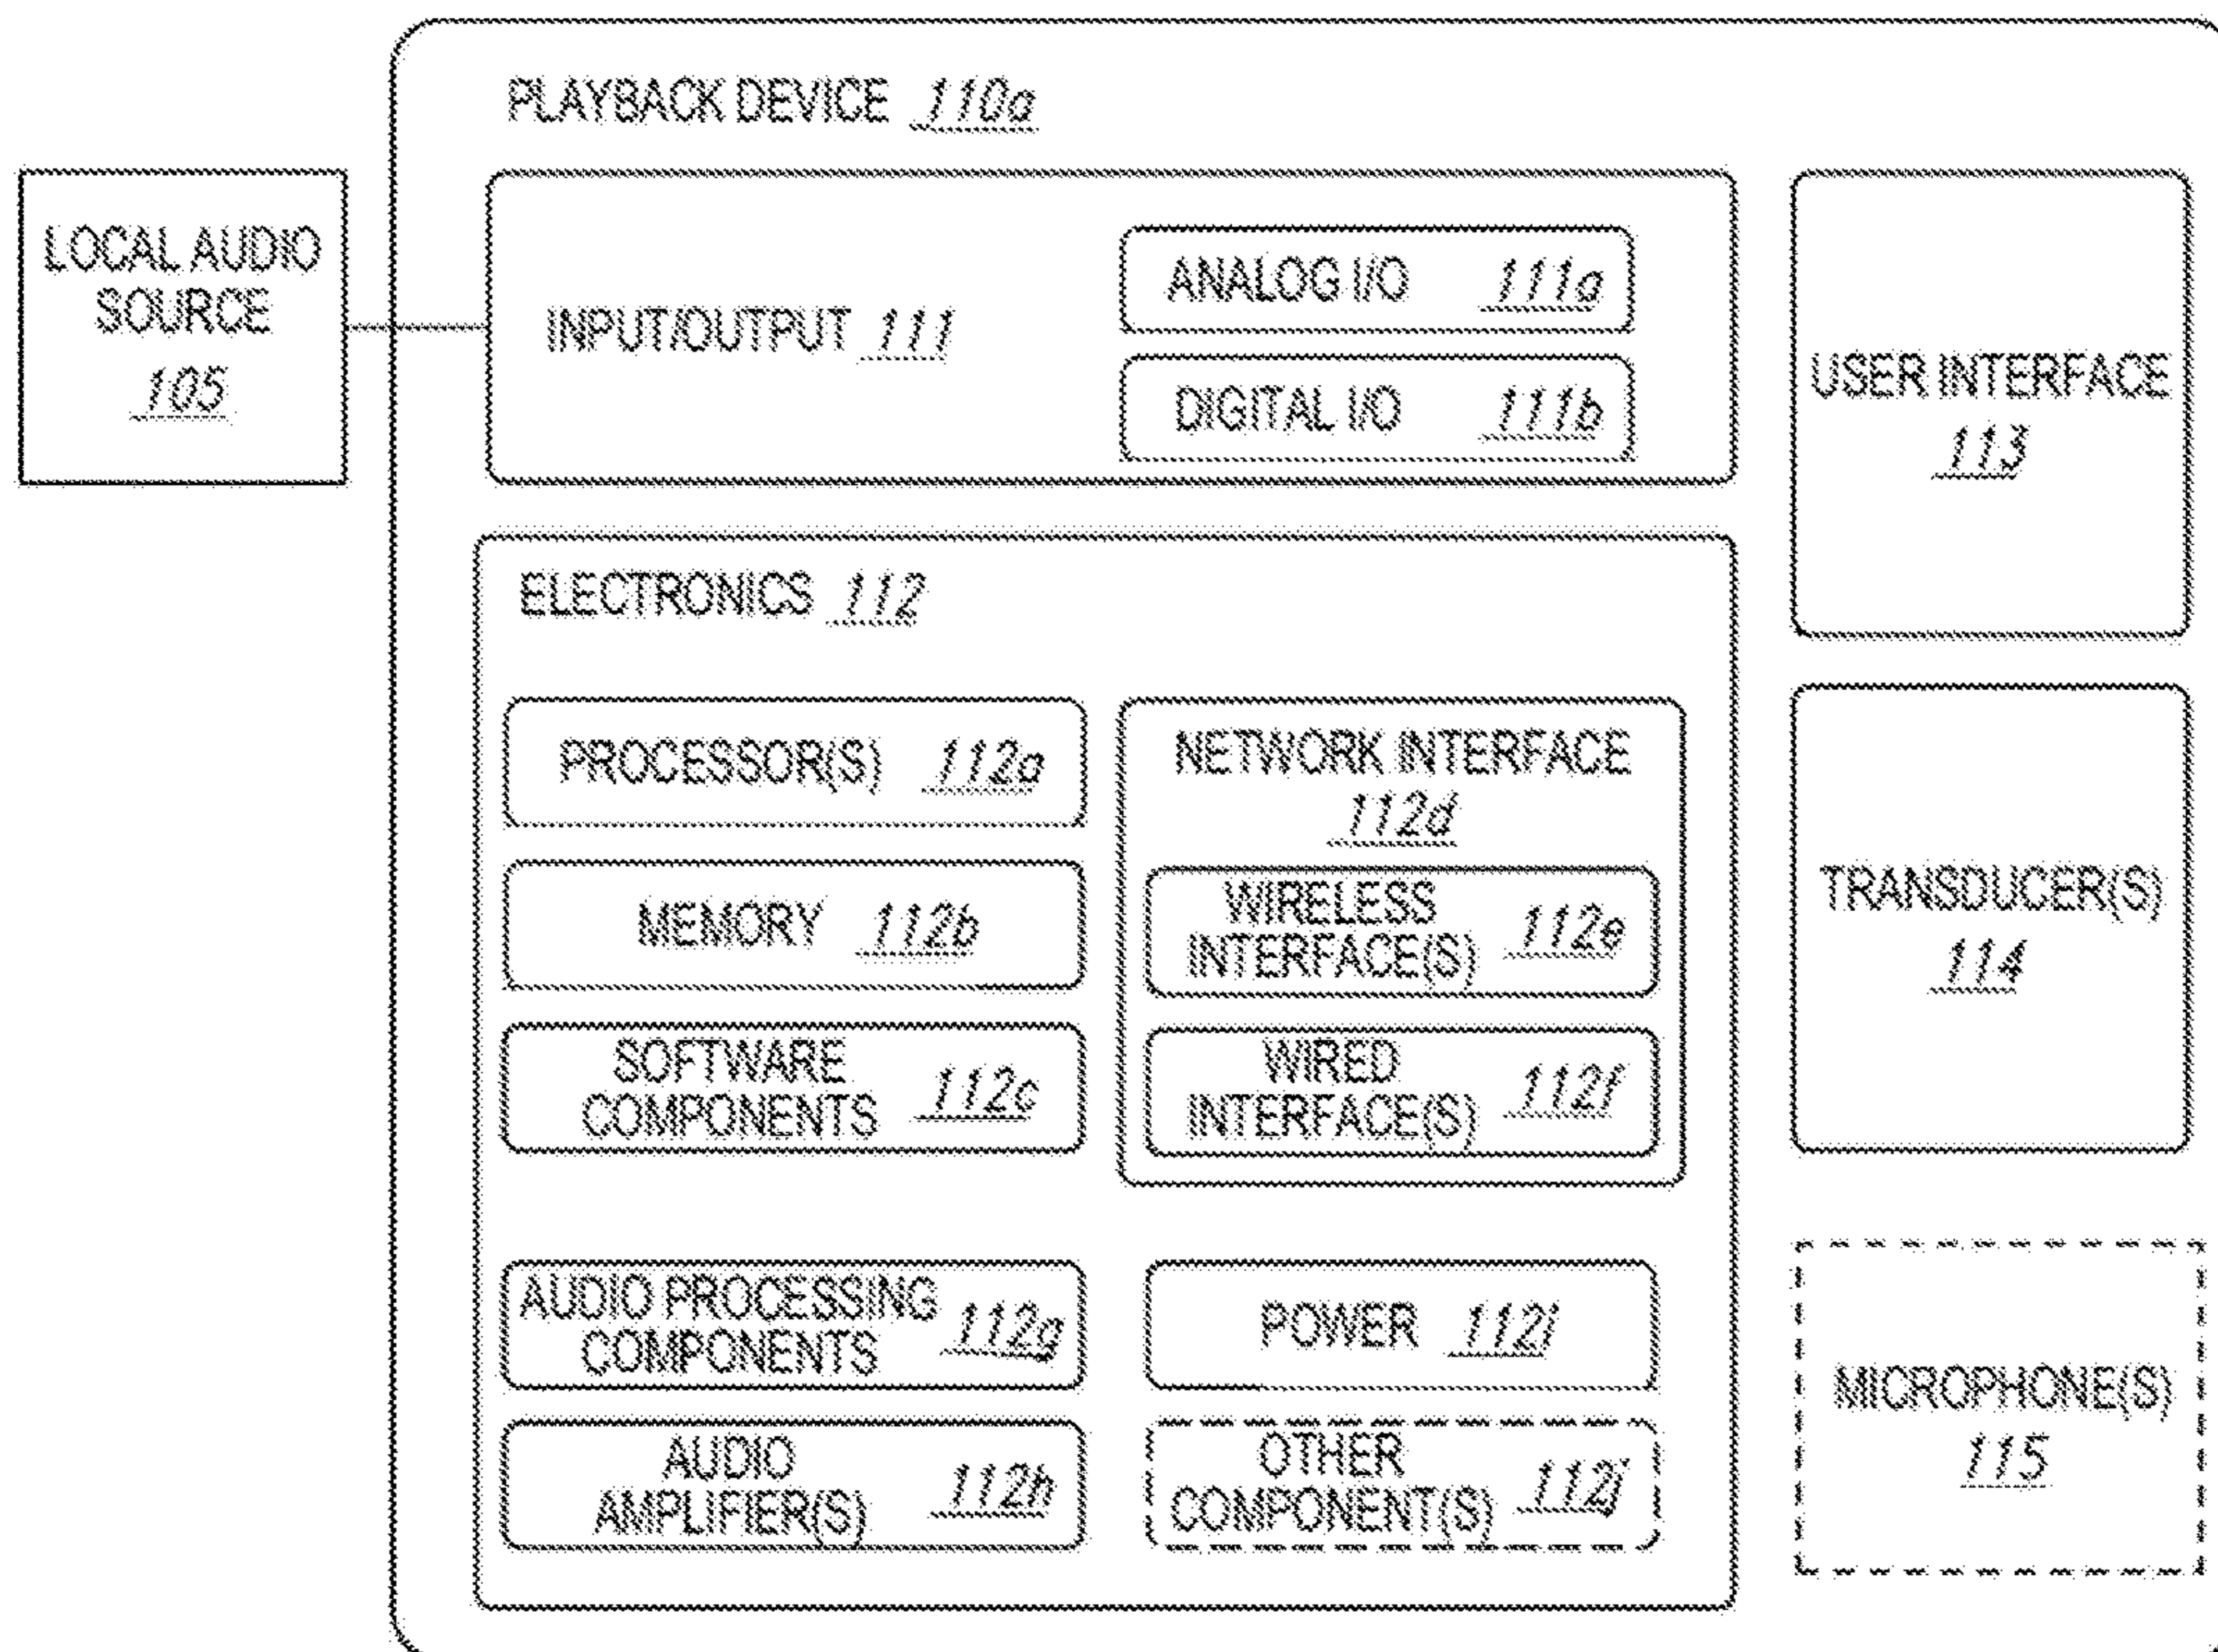 PLAYBACK DEVICE 110a
LOCAL AUDIO
SOURCE
105
INPUT/OUTPUT 111
ANALOG I/O 111a
DIGITAL I/O 111b
USER INTERFACE
113
ELECTRONICS 112
PROCESSOR(S) 112a
MEMORY 112b
SOFTWARE
COMPONENTS 112c
NETWORK INTERFACE
112d
WIRELESS
INTERFACE(S) 112e
WIRED
INTERFACE(S) 112f
AUDIO PROCESSING
COMPONENTS 112g
AUDIO
AMPLIFIER(S) 112h
POWER 112i
OTHER
COMPONENT(S) 112j
TRANSDUCER(S)
114
MICROPHONE(S)
115